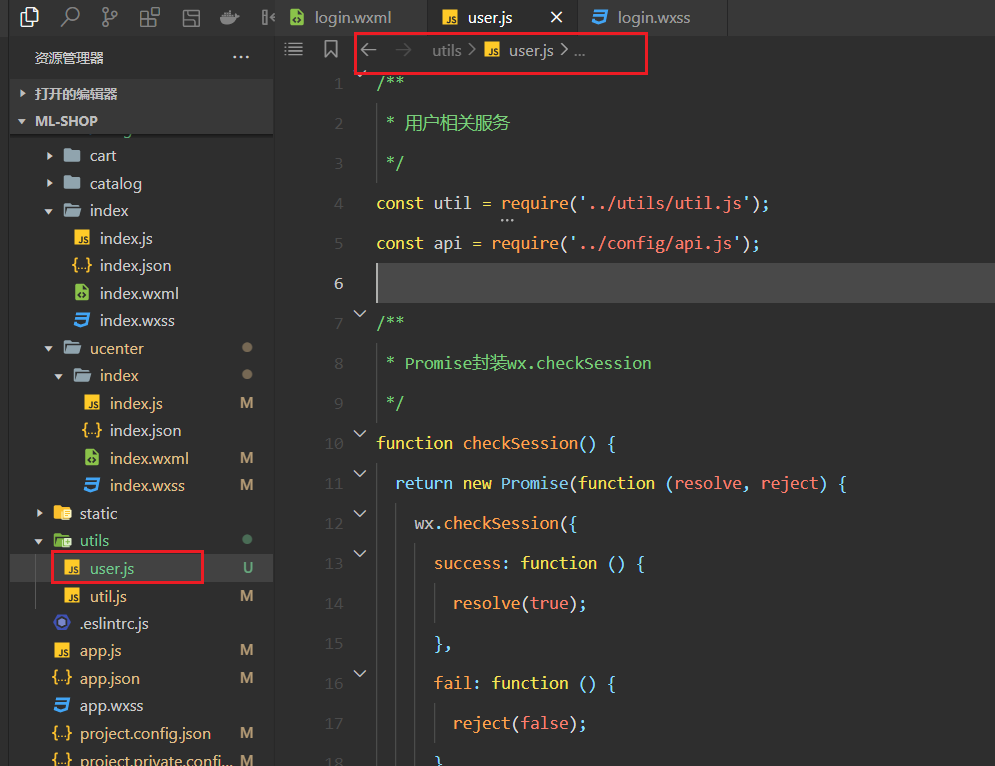 login.wxml
user.js
login.wxss
资源管理器
打开的编辑器
ML-SHOP
cart
catalog
index
index.js
index.json
index.wxml
index.wxss
ucenter
index
index.js M
index.json
index.wxml M
index.wxss M
static
utils
user.js U
util.js M
.eslintrc.js
app.js M
app.json M
app.wxss
project.config.json M
project.private.confi... M
utils > user.js > ...
1 /**
2 * 用户相关服务
3 */
4 const util = require('../utils/util.js');
5 const api = require('../config/api.js');
6
7 /**
8 * Promise封装wx.checkSession
9 */
10 function checkSession() {
11 return new Promise(function (resolve, reject) {
12 wx.checkSession({
13 success: function () {
14 resolve(true);
15 },
16 fail: function () {
17 reject(false);
18 }